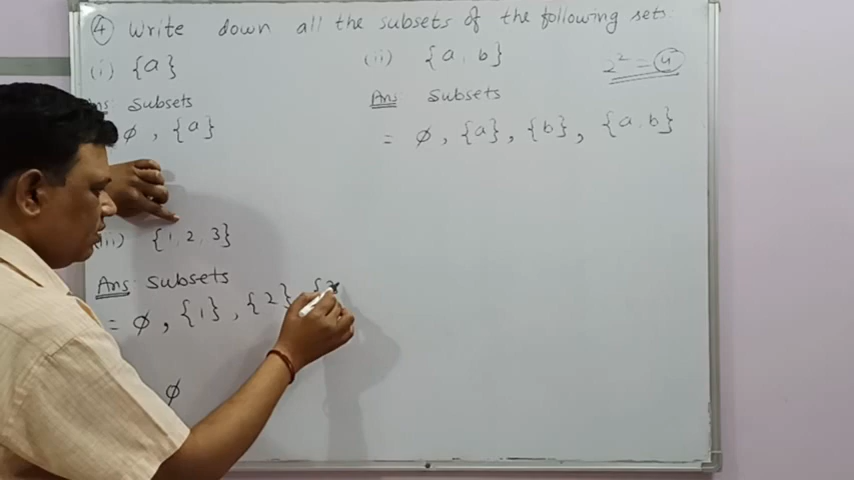 ④ Write down all the subsets of the following sets:
(i) {a}
Subsets
ϕ, {a}
(ii) {a, b}
2² = 4
Ans: Subsets
= ϕ, {a}, {b}, {a, b}
{1, 2, 3}
Ans: Subsets
= ϕ, {1}, {2}
ϕ